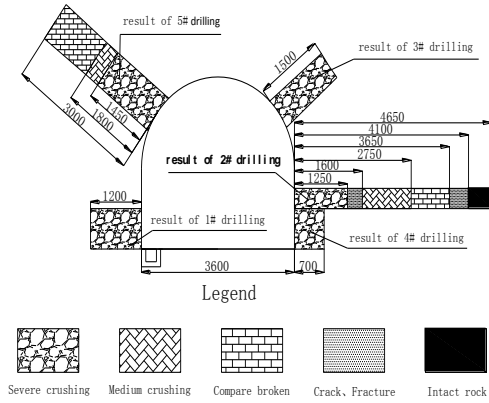 result of 5# drilling
1500
result of 3# drilling
4650
4100
3650
2750
1600
1250
3000
1800
result of 2# drilling
1200
result of 1# drilling
result of 4# drilling
3600
700
Legend
Severe crushing
Medium crushing
Compare broken
Crack、Fracture
Intact rock